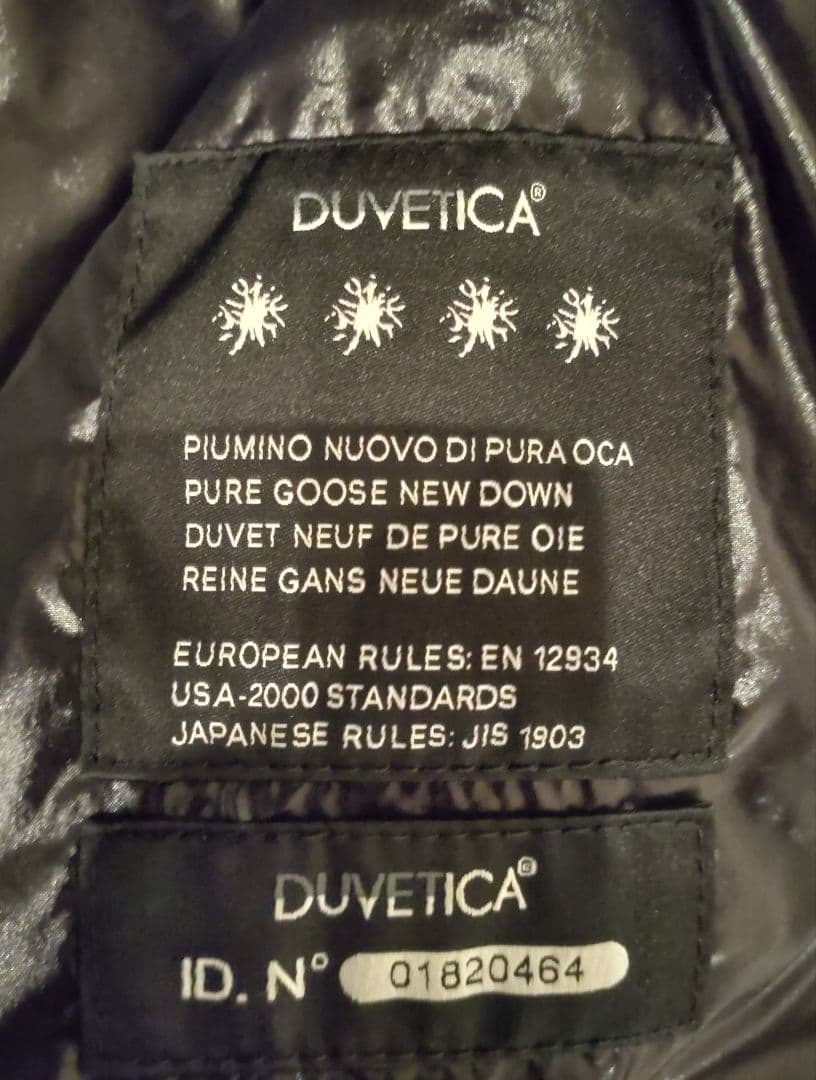 DUVETICA®
PIUMINO NUOVO DI PURA OCA
PURE GOOSE NEW DOWN
DUVET NEUF DE PURE OIE
REINE GANS NEUE DAUNE
EUROPEAN RULES: EN 12934
USA-2000 STANDARDS
JAPANESE RULES: JIS 1903
DUVETICA®
ID. N° 01820464